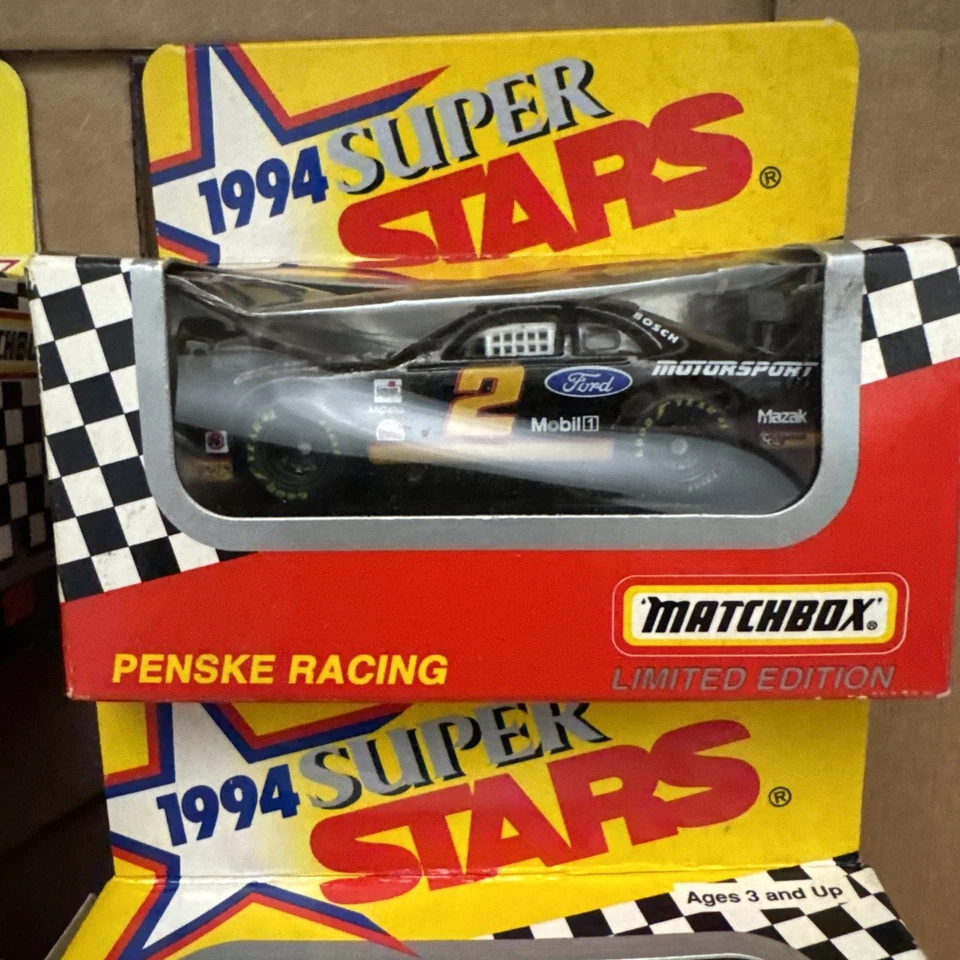 1994 SUPER
STARS®
BOSCH
MOTORSPORT
Ford
2
Mobil 1
Mazak
GOODYEAR
'MATCHBOX'®
PENSKE RACING
LIMITED EDITION
1994 SUPER
STARS®
Ages 3 and Up